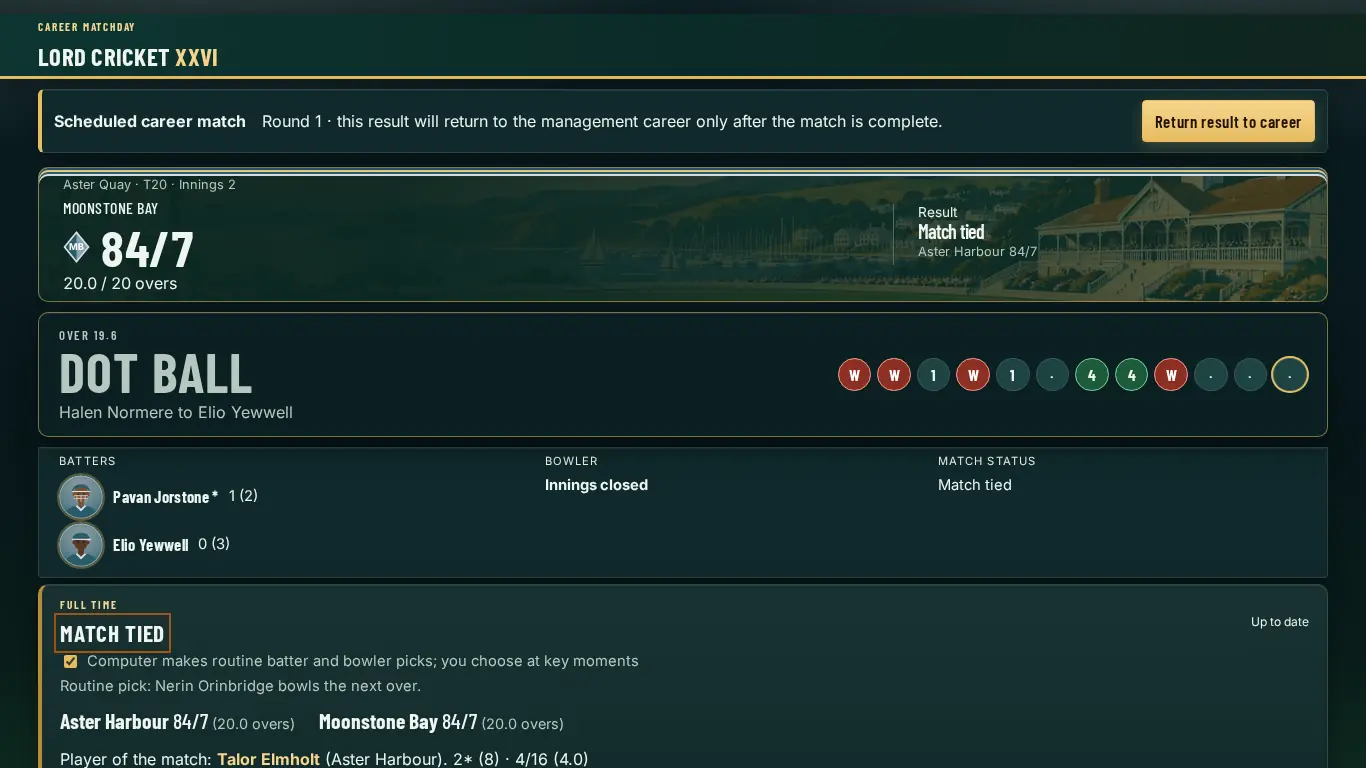 CAREER MATCHDAY
LORD CRICKET XXVI
Scheduled career match Round 1 · this result will return to the management career only after the match is complete.
Return result to career
Aster Quay · T20 · Innings 2
MOONSTONE BAY
MB 84/7
20.0 / 20 overs
Result
Match tied
Aster Harbour 84/7
OVER 19.6
DOT BALL
Halen Normere to Elio Yewwell
W W 1 W 1 · 4 4 W · · ·
BATTERS
Pavan Jorstone* 1 (2)
Elio Yewwell 0 (3)
BOWLER
Innings closed
MATCH STATUS
Match tied
FULL TIME
MATCH TIED
Up to date
Computer makes routine batter and bowler picks; you choose at key moments
Routine pick: Nerin Orinbridge bowls the next over.
Aster Harbour 84/7 (20.0 overs) Moonstone Bay 84/7 (20.0 overs)
Player of the match: Talor Elmholt (Aster Harbour). 2* (8) · 4/16 (4.0)